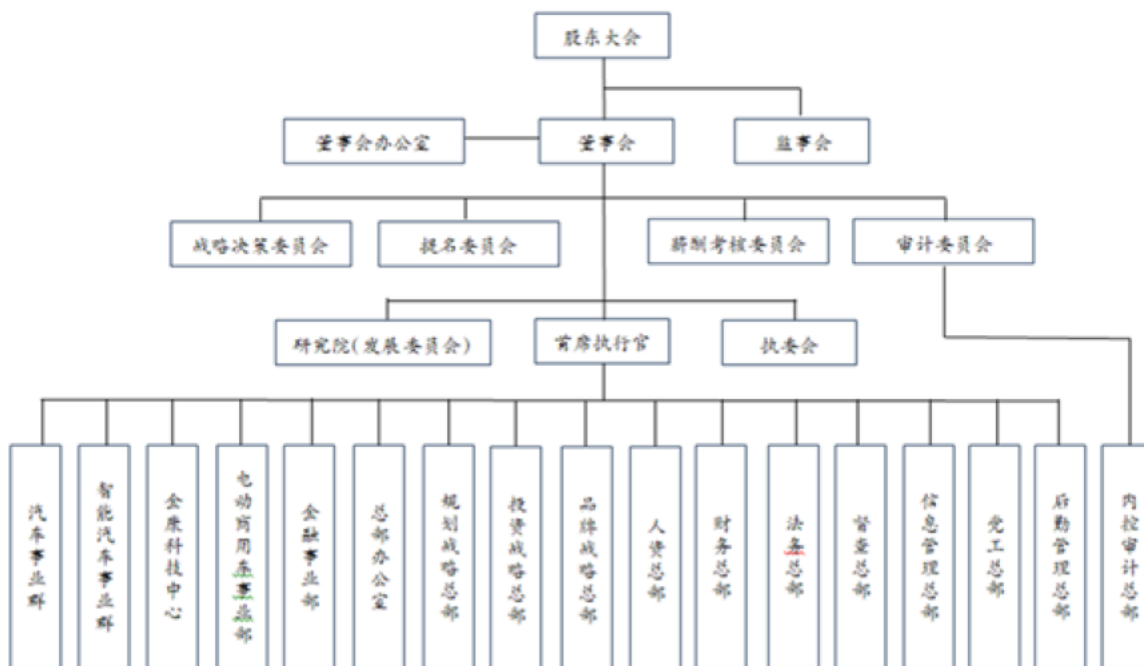 股东大会
董事会办公室
董事会
监事会
战略决策委员会
提名委员会
薪酬考核委员会
审计委员会
研究院(发展委员会)
首席执行官
执委会
汽车事业群
智能汽车事业群
金康科技中心
电动商用车事业部
金融事业部
总部办公室
规划战略总部
投资战略总部
品牌战略总部
人资总部
财务总部
法务总部
督查总部
信息管理总部
党工总部
后勤管理总部
内控审计总部